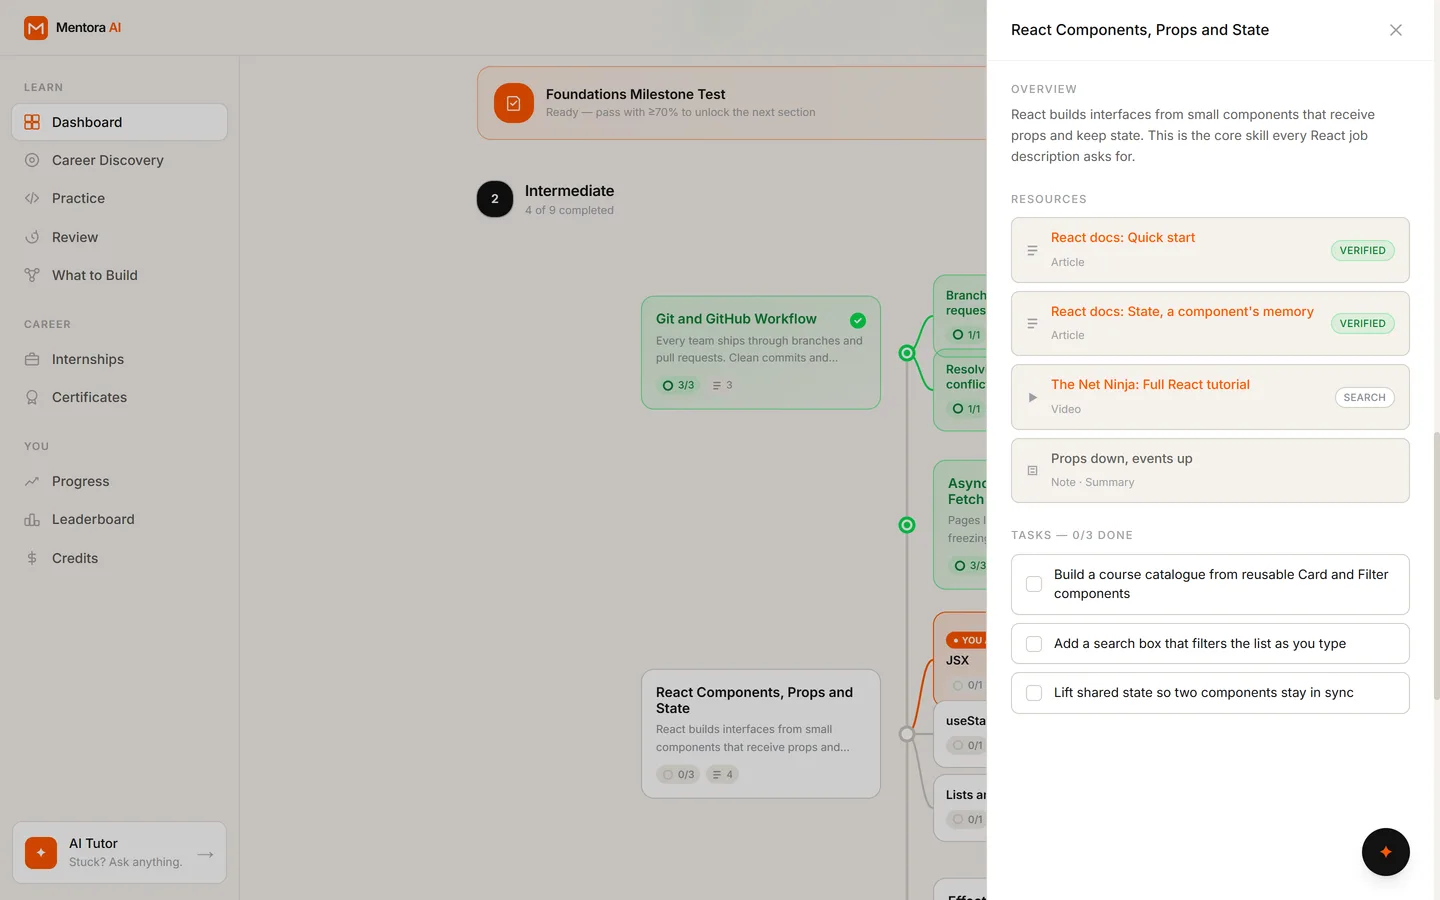 Mentora AI
LEARN
Dashboard
Career Discovery
Practice
Review
What to Build
CAREER
Internships
Certificates
YOU
Progress
Leaderboard
Credits
AI Tutor
Stuck? Ask anything.
Foundations Milestone Test
Ready — pass with ≥70% to unlock the next section
2
Intermediate
4 of 9 completed
Git and GitHub Workflow
Every team ships through branches and
pull requests. Clean commits and...
3/3
3
Branch
reques
1/1
Resolv
conflic
1/1
Async
Fetch
Pages l
freezing
3/3
React Components, Props and
State
React builds interfaces from small
components that receive props and...
0/3
4
YOU
JSX
0/1
useSta
0/1
Lists a
0/1
React Components, Props and State
OVERVIEW
React builds interfaces from small components that receive
props and keep state. This is the core skill every React job
description asks for.
RESOURCES
React docs: Quick start
Article
VERIFIED
React docs: State, a component's memory
Article
VERIFIED
The Net Ninja: Full React tutorial
Video
SEARCH
Props down, events up
Note · Summary
TASKS — 0/3 DONE
Build a course catalogue from reusable Card and Filter
components
Add a search box that filters the list as you type
Lift shared state so two components stay in sync